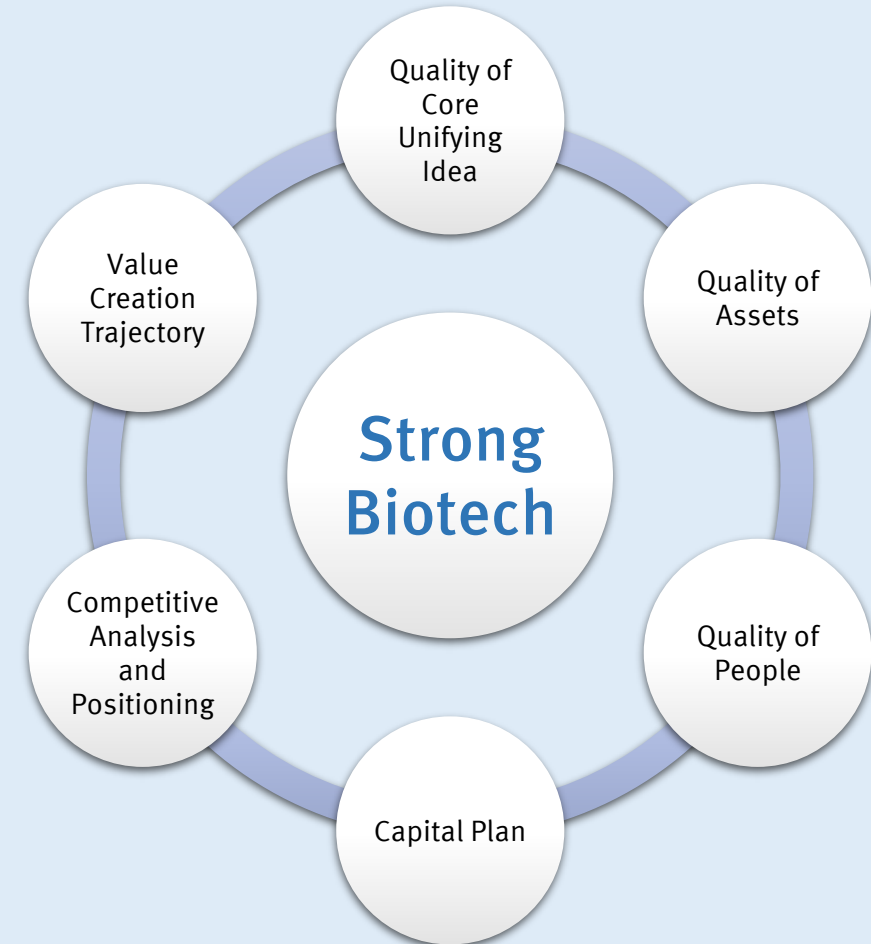 Quality of
Core
Unifying
Idea
Quality of
Assets
Quality of
People
Capital Plan
Competitive
Analysis
and
Positioning
Value
Creation
Trajectory
Strong
Biotech